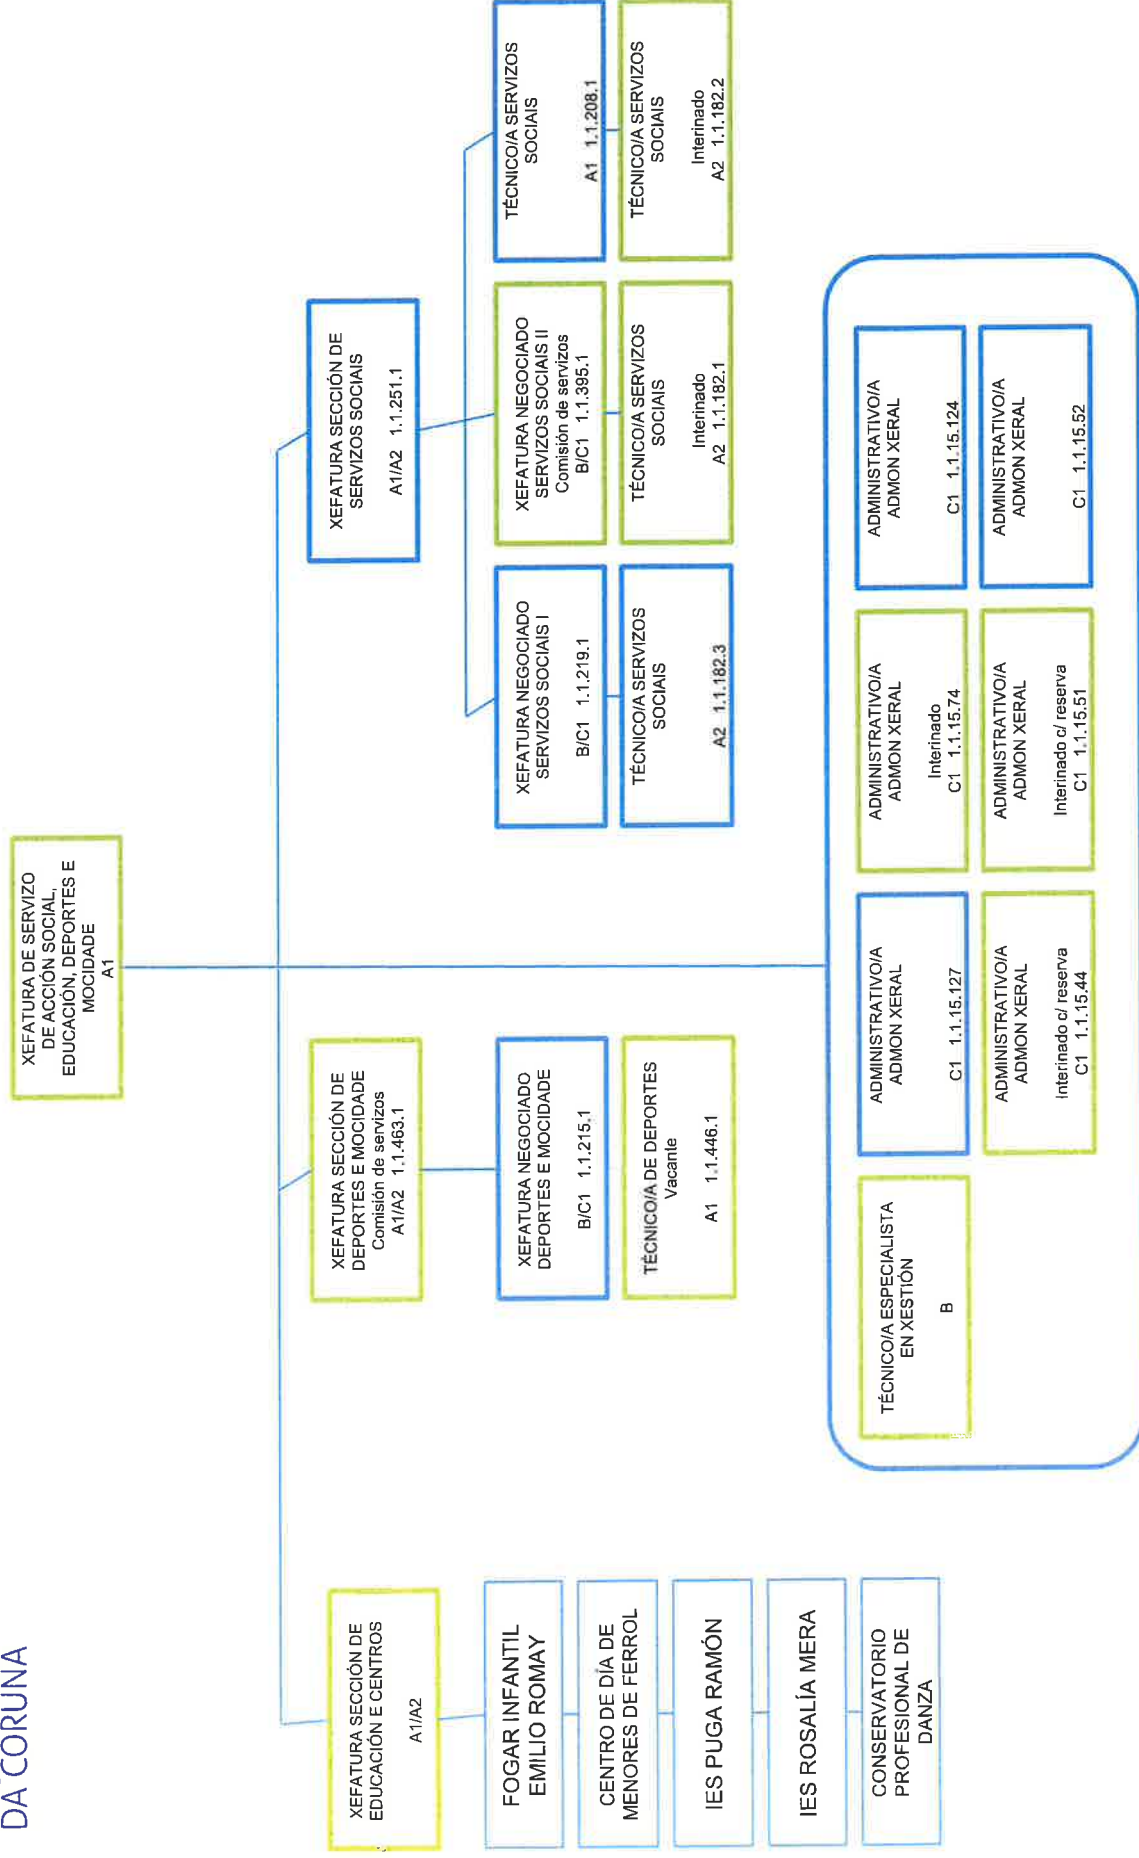 DA CORUNA
XEFATURA DE SERVIZO
DE ACCIÓN SOCIAL,
EDUCACIÓN, DEPORTES E
MOCIDADE
A1
XEFATURA SECCIÓN DE
EDUCACIÓN E CENTROS
A1/A2
FOGAR INFANTIL
EMILIO ROMAY
CENTRO DE DÍA DE
MENORES DE FERROL
IES PUGA RAMÓN
IES ROSALÍA MERA
CONSERVATORIO
PROFESIONAL DE
DANZA
XEFATURA SECCIÓN DE
DEPORTES E MOCIDADE
Comisión de servizos
A1/A2 1.1.463.1
XEFATURA NEGOCIADO
DEPORTES E MOCIDADE
B/C1 1.1.215.1
TÉCNICO/A DE DEPORTES
Vacante
A1 1.1.446.1
XEFATURA SECCIÓN DE
SERVIZOS SOCIAIS
A1/A2 1.1.251.1
XEFATURA NEGOCIADO
SERVIZOS SOCIAIS I
B/C1 1.1.219.1
TÉCNICO/A SERVIZOS
SOCIAIS
A2 1.1.182.3
XEFATURA NEGOCIADO
SERVIZOS SOCIAIS II
Comisión de servizos
B/C1 1.1.395.1
TÉCNICO/A SERVIZOS
SOCIAIS
Interinado
A2 1.1.182.1
TÉCNICO/A SERVIZOS
SOCIAIS
A1 1.1.208.1
TÉCNICO/A SERVIZOS
SOCIAIS
Interinado
A2 1.1.182.2
TÉCNICO/A ESPECIALISTA
EN XESTIÓN
B
ADMINISTRATIVO/A
ADMON XERAL
C1 1.1.15.127
ADMINISTRATIVO/A
ADMON XERAL
Interinado
C1 1.1.15.74
ADMINISTRATIVO/A
ADMON XERAL
C1 1.1.15.124
ADMINISTRATIVO/A
ADMON XERAL
Interinado c/ reserva
C1 1.1.15.44
ADMINISTRATIVO/A
ADMON XERAL
Interinado c/ reserva
C1 1.1.15.51
ADMINISTRATIVO/A
ADMON XERAL
C1 1.1.15.52